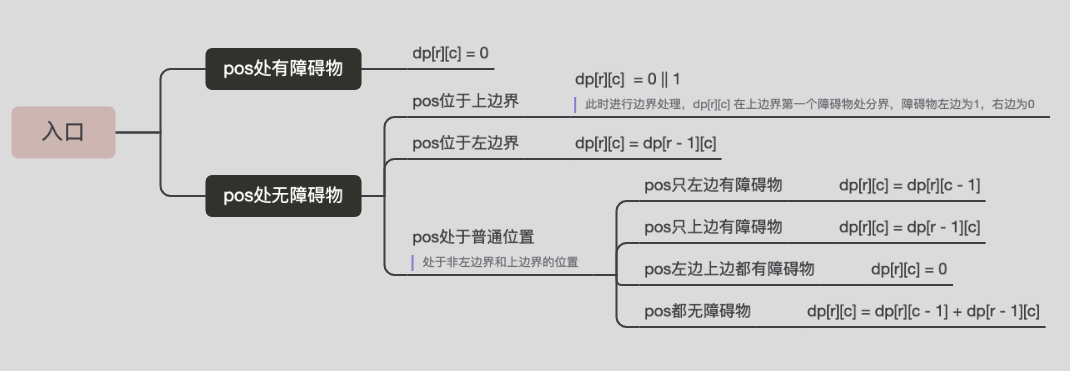 入口
pos处有障碍物
dp[r][c] = 0
pos处无障碍物
pos位于上边界
dp[r][c]  = 0 || 1
此时进行边界处理，dp[r][c] 在上边界第一个障碍物处分界，障碍物左边为1，右边为0
pos位于左边界
dp[r][c] = dp[r - 1][c]
pos处于普通位置
处于非左边界和上边界的位置
pos只左边有障碍物
dp[r][c] = dp[r][c - 1]
pos只上边有障碍物
dp[r][c] = dp[r - 1][c]
pos左边上边都有障碍物
dp[r][c] = 0
pos都无障碍物
dp[r][c] = dp[r][c - 1] + dp[r - 1][c]